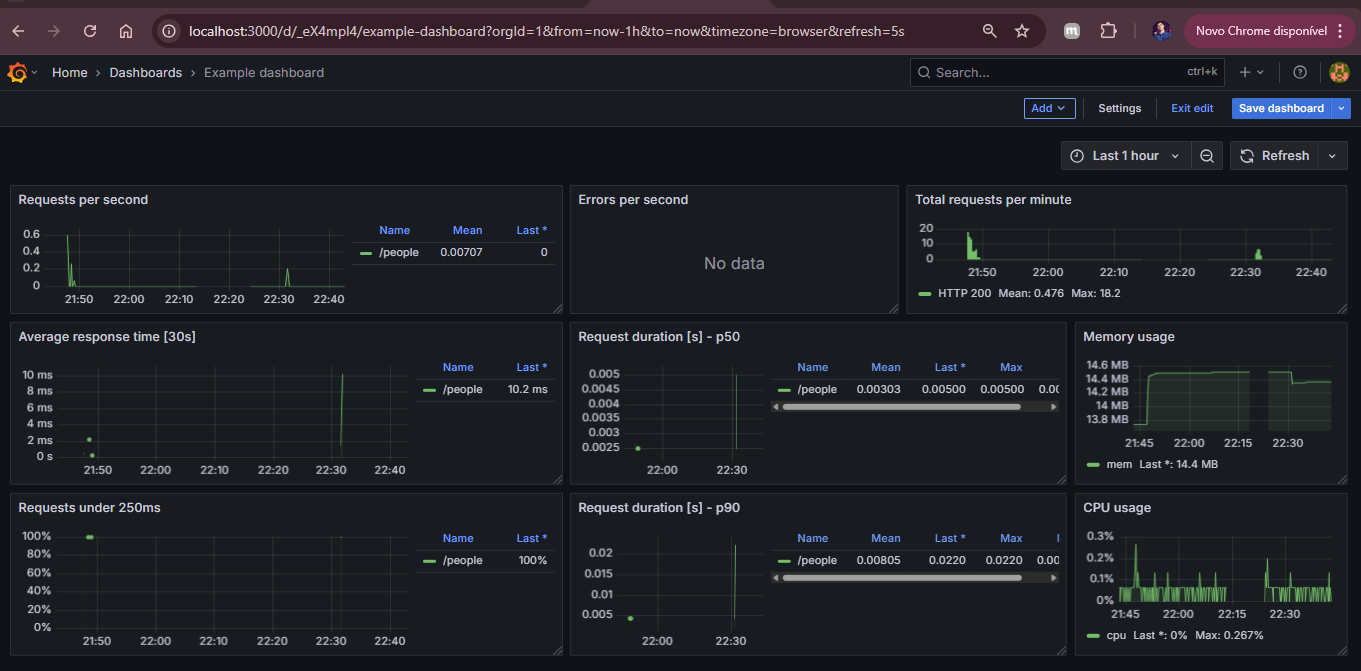 localhost:3000/d/_eX4mpl4/example-dashboard?orgId=1&from=now-1h&to=now&timezone=browser&refresh=5s
m
Novo Chrome disponível
Home > Dashboards > Example dashboard
Search... ctrl+k
Add Settings Exit edit Save dashboard
Last 1 hour Refresh
Requests per second
0.6
0.4
0.2
0
21:50 22:00 22:10 22:20 22:30 22:40
Name Mean Last *
/people 0.00707 0
Errors per second
No data
Total requests per minute
20
10
0
21:50 22:00 22:10 22:20 22:30 22:40
HTTP 200 Mean: 0.476 Max: 18.2
Average response time [30s]
10 ms
8 ms
6 ms
4 ms
2 ms
0 s
21:50 22:00 22:10 22:20 22:30 22:40
Name Last *
/people 10.2 ms
Request duration [s] - p50
0.005
0.0045
0.004
0.0035
0.003
0.0025
22:00 22:30
Name Mean Last * Max
/people 0.00303 0.00500 0.00500 0.00
Memory usage
14.6 MB
14.4 MB
14.2 MB
14 MB
13.8 MB
21:45 22:00 22:15 22:30
mem Last *: 14.4 MB
Requests under 250ms
100%
80%
60%
40%
20%
0%
21:50 22:00 22:10 22:20 22:30 22:40
Name Last *
/people 100%
Request duration [s] - p90
0.02
0.015
0.01
0.005
22:00 22:30
Name Mean Last * Max
/people 0.00805 0.0220 0.0220 0.00
CPU usage
0.3%
0.2%
0.1%
0%
21:45 22:00 22:15 22:30
cpu Last *: 0% Max: 0.267%